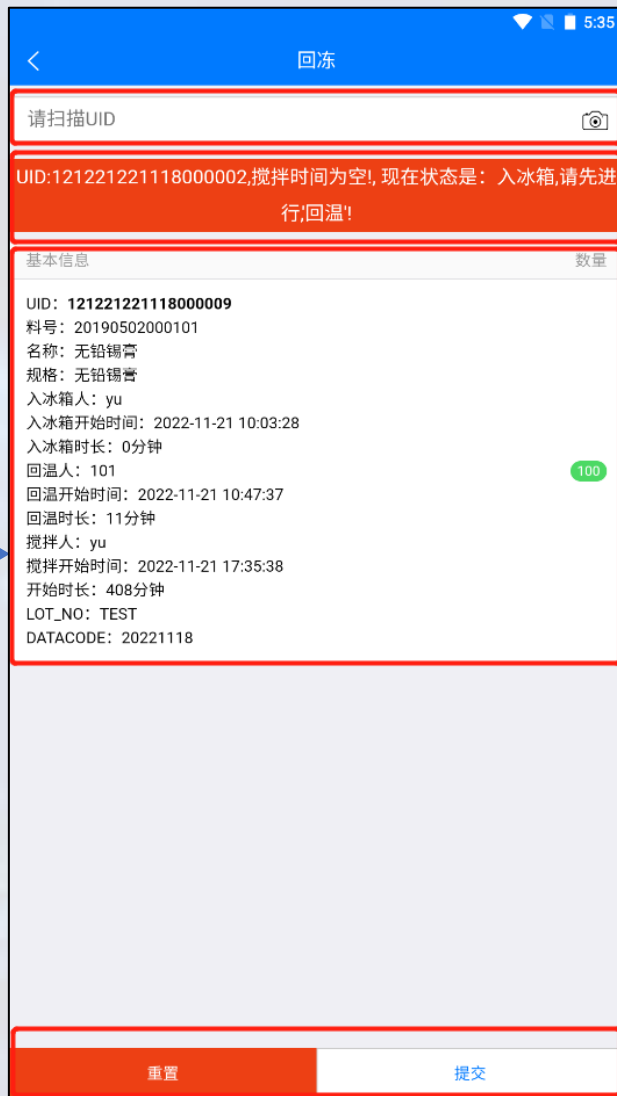 5:35
回冻
请扫描UID
UID:121221221118000002,搅拌时间为空!, 现在状态是：入冰箱,请先进
行,'回温'!
基本信息 数量
UID：121221221118000009
料号：20190502000101
名称：无铅锡膏
规格：无铅锡膏
入冰箱人：yu
入冰箱开始时间：2022-11-21 10:03:28
入冰箱时长：0分钟
回温人：101
100
回温开始时间：2022-11-21 10:47:37
回温时长：11分钟
搅拌人：yu
搅拌开始时间：2022-11-21 17:35:38
开始时长：408分钟
LOT_NO：TEST
DATACODE：20221118
重置 提交